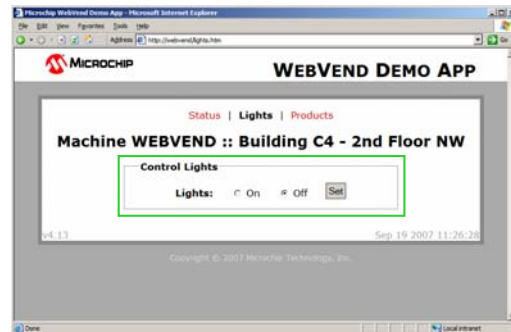 Microchip WebVend Demo App - Microsoft Internet Explorer
File Edit View Favorites Tools Help
Address http://webvend/lights.htm Go
MICROCHIP
WEBVEND DEMO APP
Status | Lights | Products
Machine WEBVEND :: Building C4 - 2nd Floor NW
Control Lights
Lights: On Off Set
v4.13 Sep 19 2007 11:26:28
Copyright © 2007 Microchip Technology, Inc.
Done Local intranet